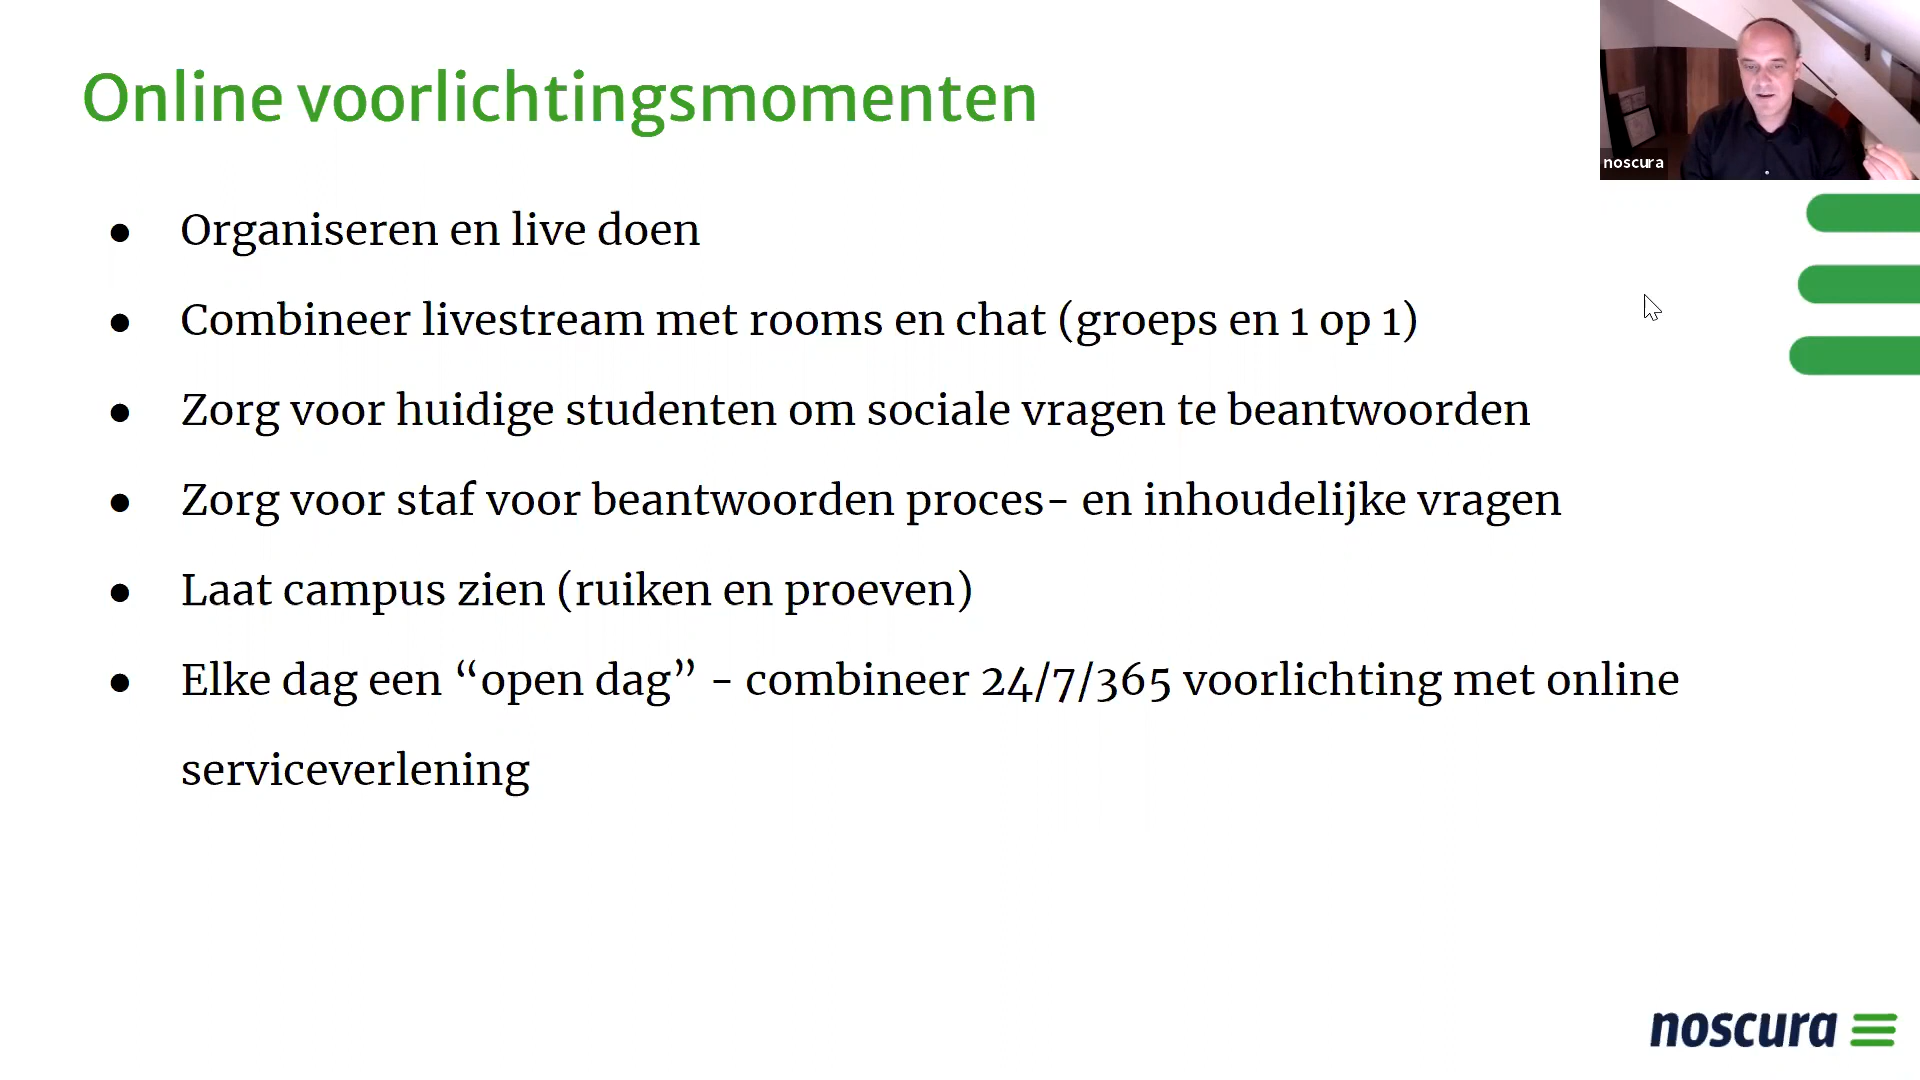 Online voorlichtingsmomenten
noscura
● Organiseren en live doen
● Combineer livestream met rooms en chat (groeps en 1 op 1)
● Zorg voor huidige studenten om sociale vragen te beantwoorden
● Zorg voor staf voor beantwoorden proces- en inhoudelijke vragen
● Laat campus zien (ruiken en proeven)
● Elke dag een “open dag” - combineer 24/7/365 voorlichting met online
serviceverlening
noscura